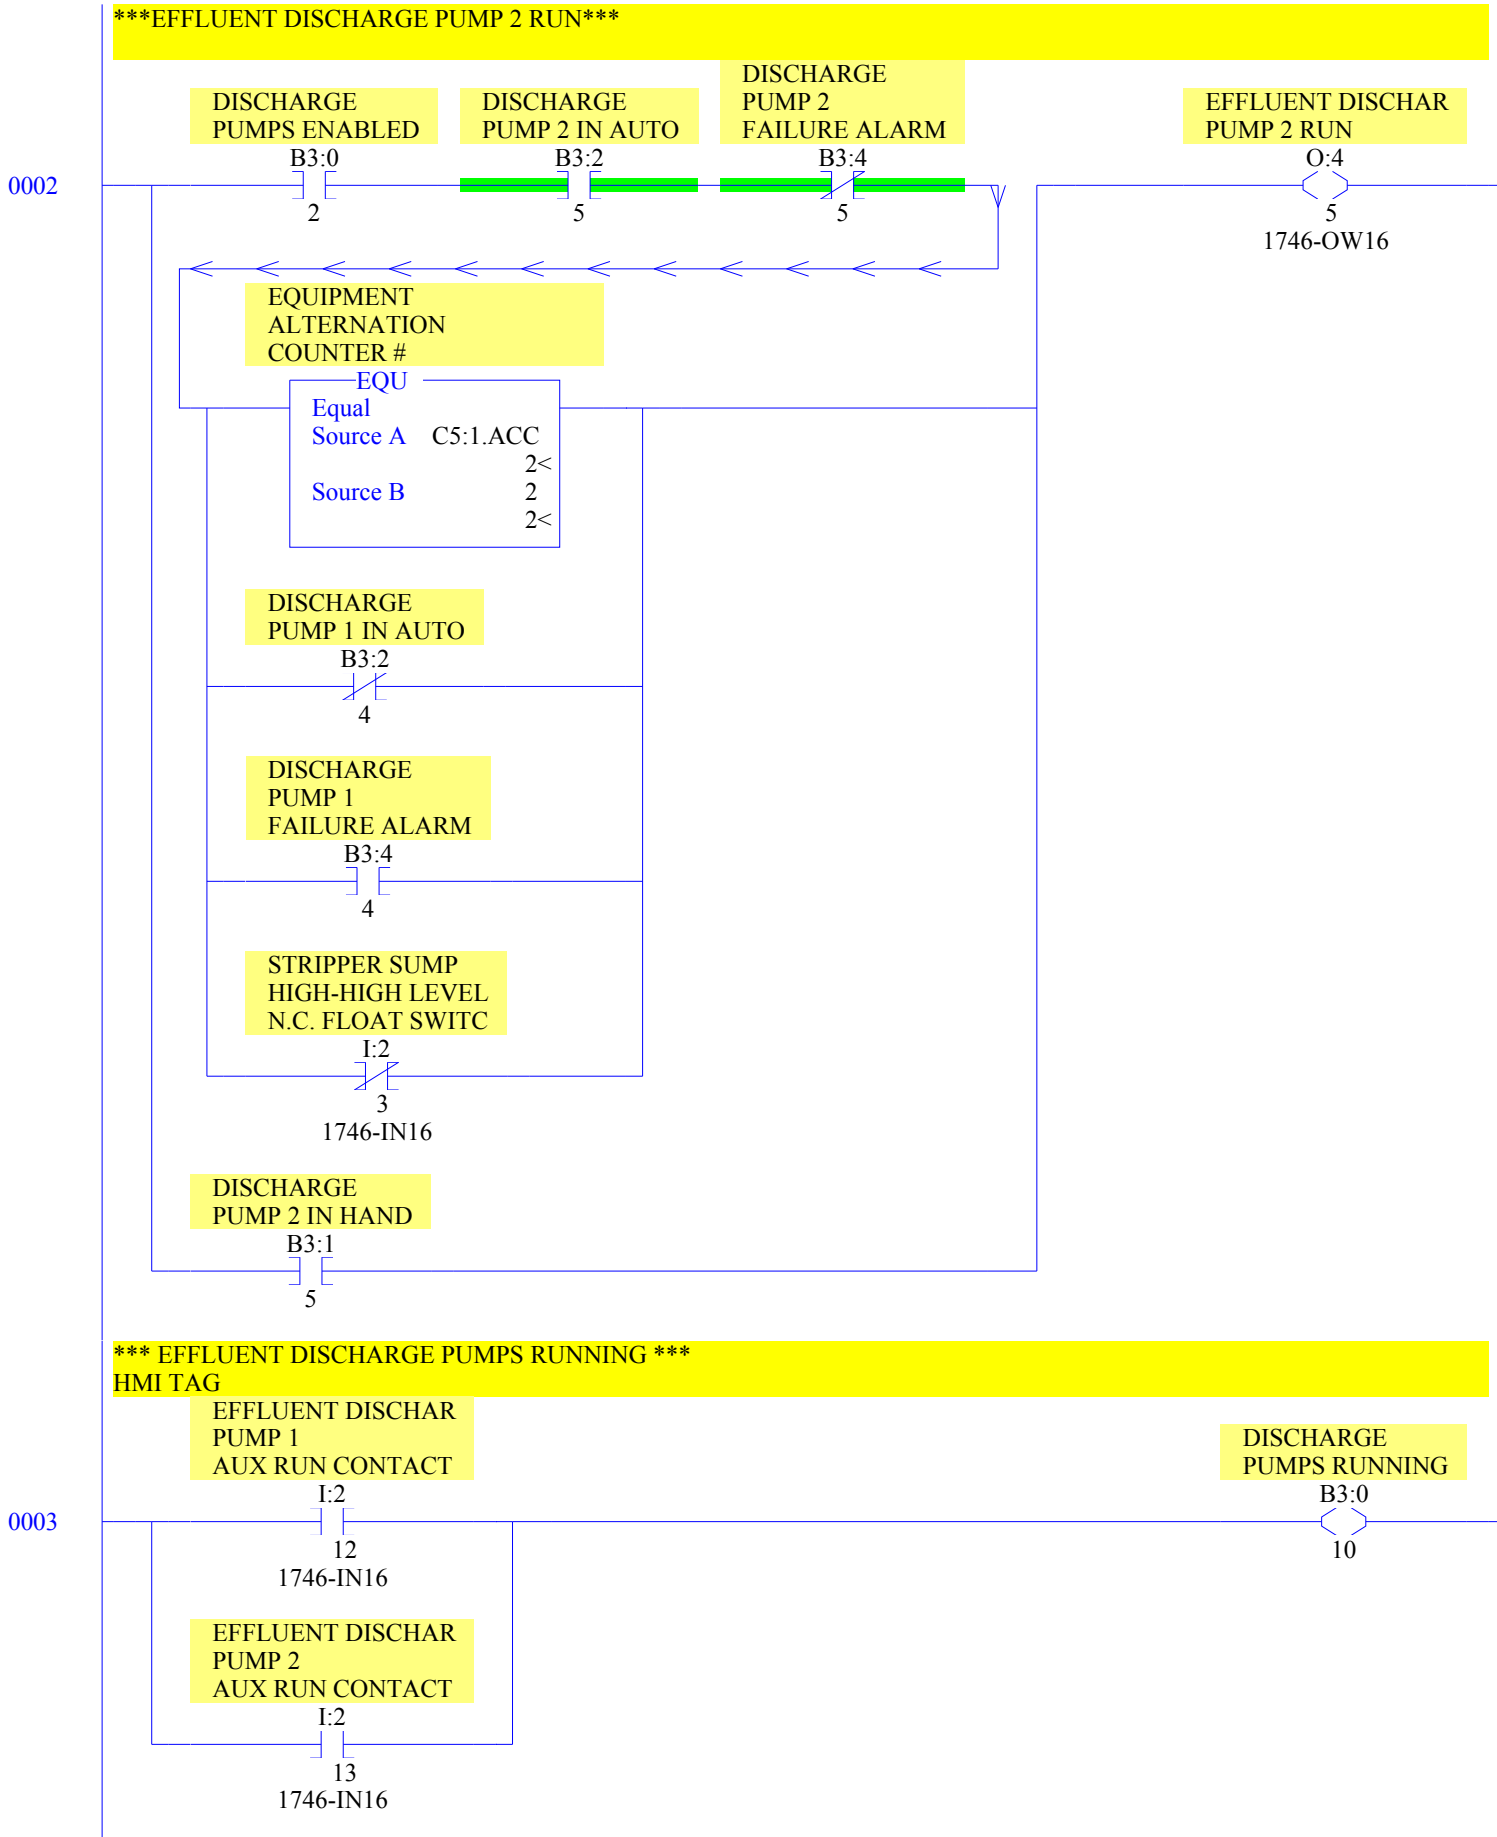 ***EFFLUENT DISCHARGE PUMP 2 RUN***
DISCHARGE
PUMPS ENABLED
B3:0
2
DISCHARGE
PUMP 2 IN AUTO
B3:2
5
DISCHARGE
PUMP 2
FAILURE ALARM
B3:4
5
EFFLUENT DISCHAR
PUMP 2 RUN
O:4
5
1746-OW16
0002
EQUIPMENT
ALTERNATION
COUNTER #
EQU
Equal
Source A C5:1.ACC
2<
Source B 2
2<
DISCHARGE
PUMP 1 IN AUTO
B3:2
4
DISCHARGE
PUMP 1
FAILURE ALARM
B3:4
4
STRIPPER SUMP
HIGH-HIGH LEVEL
N.C. FLOAT SWITC
I:2
3
1746-IN16
DISCHARGE
PUMP 2 IN HAND
B3:1
5
*** EFFLUENT DISCHARGE PUMPS RUNNING ***
HMI TAG
EFFLUENT DISCHAR
PUMP 1
AUX RUN CONTACT
I:2
12
1746-IN16
DISCHARGE
PUMPS RUNNING
B3:0
10
0003
EFFLUENT DISCHAR
PUMP 2
AUX RUN CONTACT
I:2
13
1746-IN16